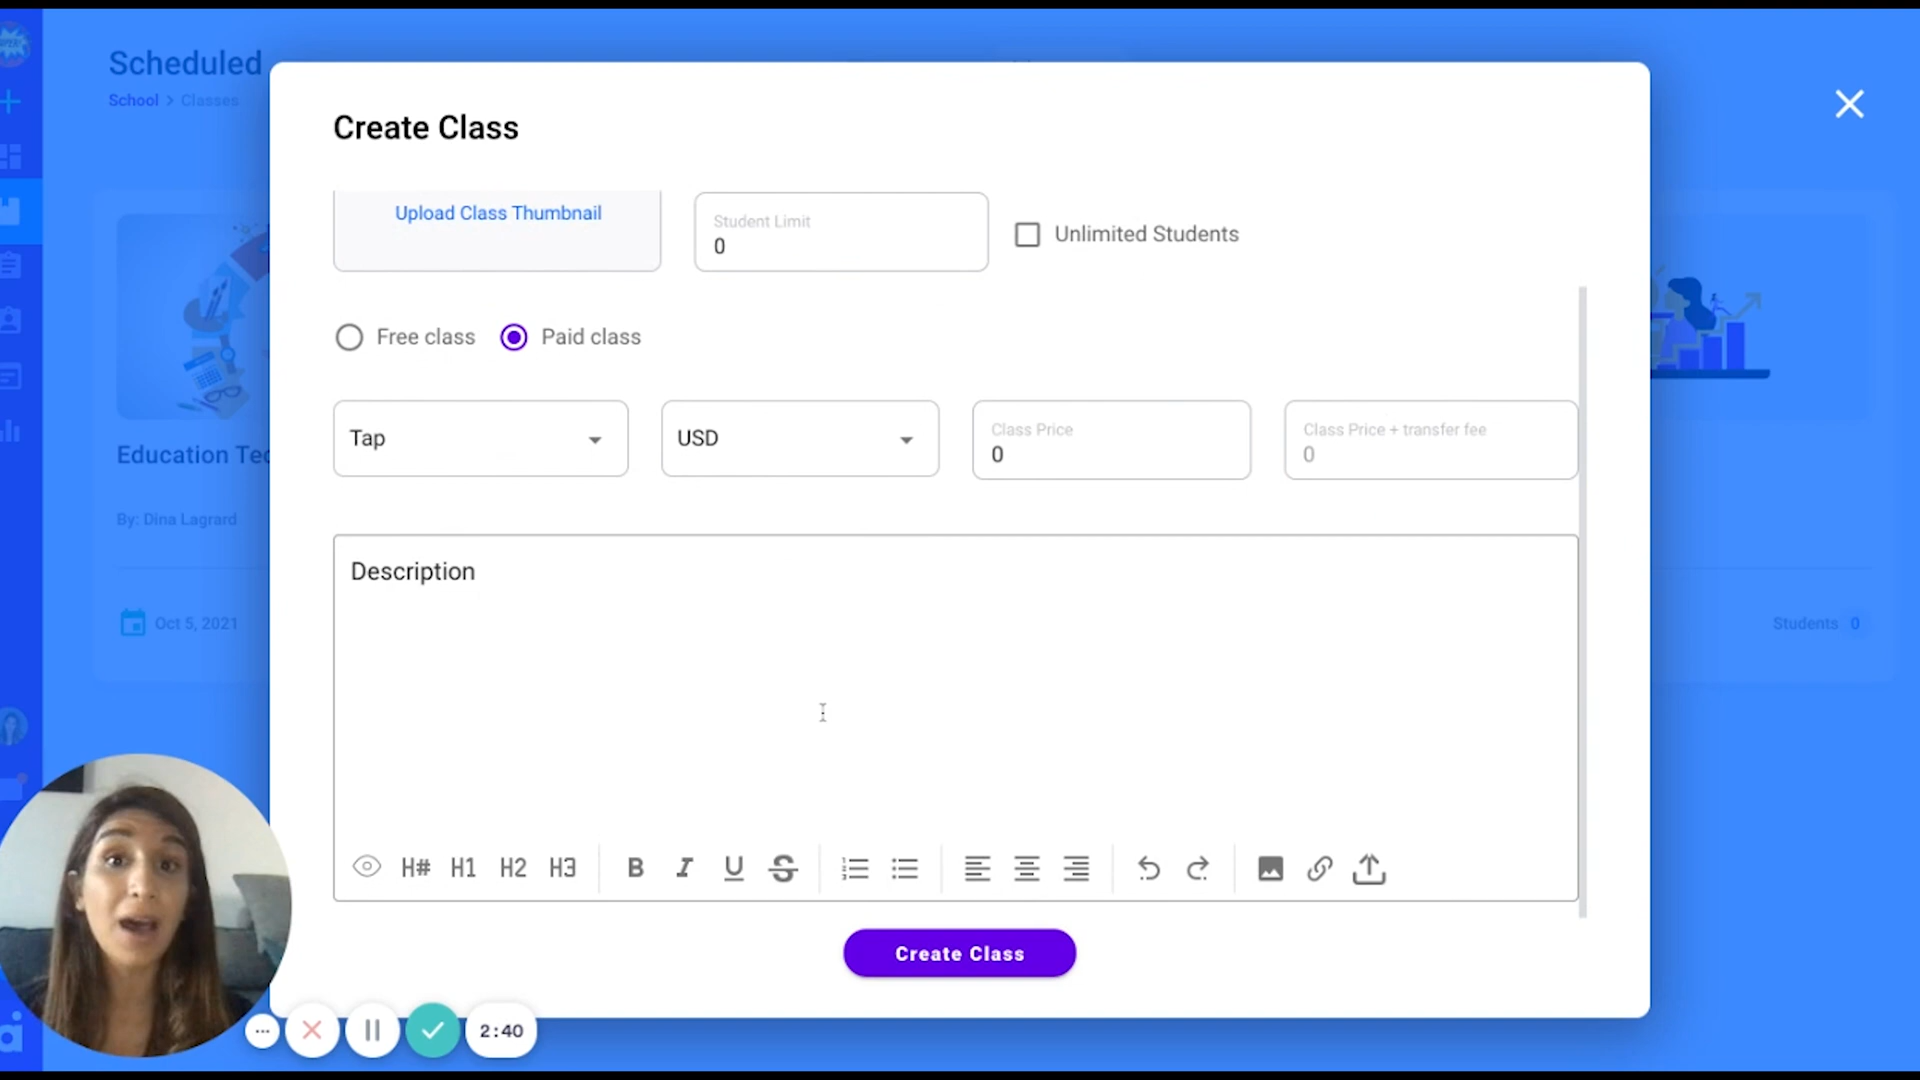 Scheduled
School > Classes
Create Class
Upload Class Thumbnail
Student Limit
0
Unlimited Students
Free class
Paid class
Tap
USD
Class Price
0
Class Price + transfer fee
0
Education Tec
By: Dina Lagrard
Description
Oct 5, 2021
Students 0
H# H1 H2 H3 B I U S
Create Class
2:40